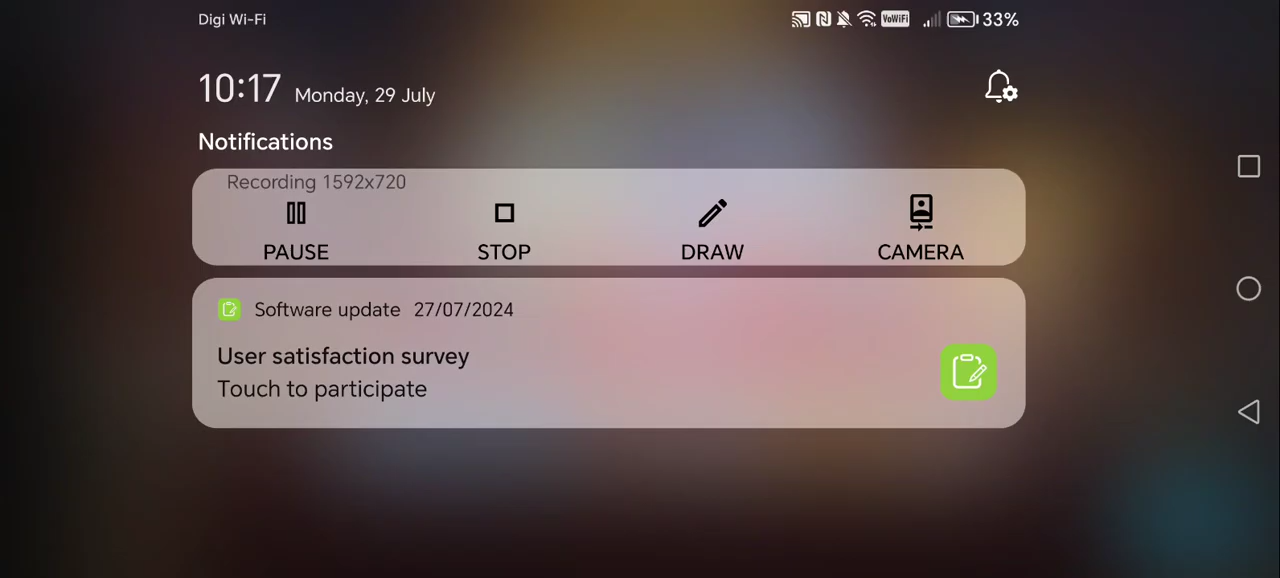 Digi Wi-Fi
VoWiFi 33%
10:17 Monday, 29 July
Notifications
Recording 1592x720
PAUSE STOP DRAW CAMERA
Software update 27/07/2024
User satisfaction survey
Touch to participate